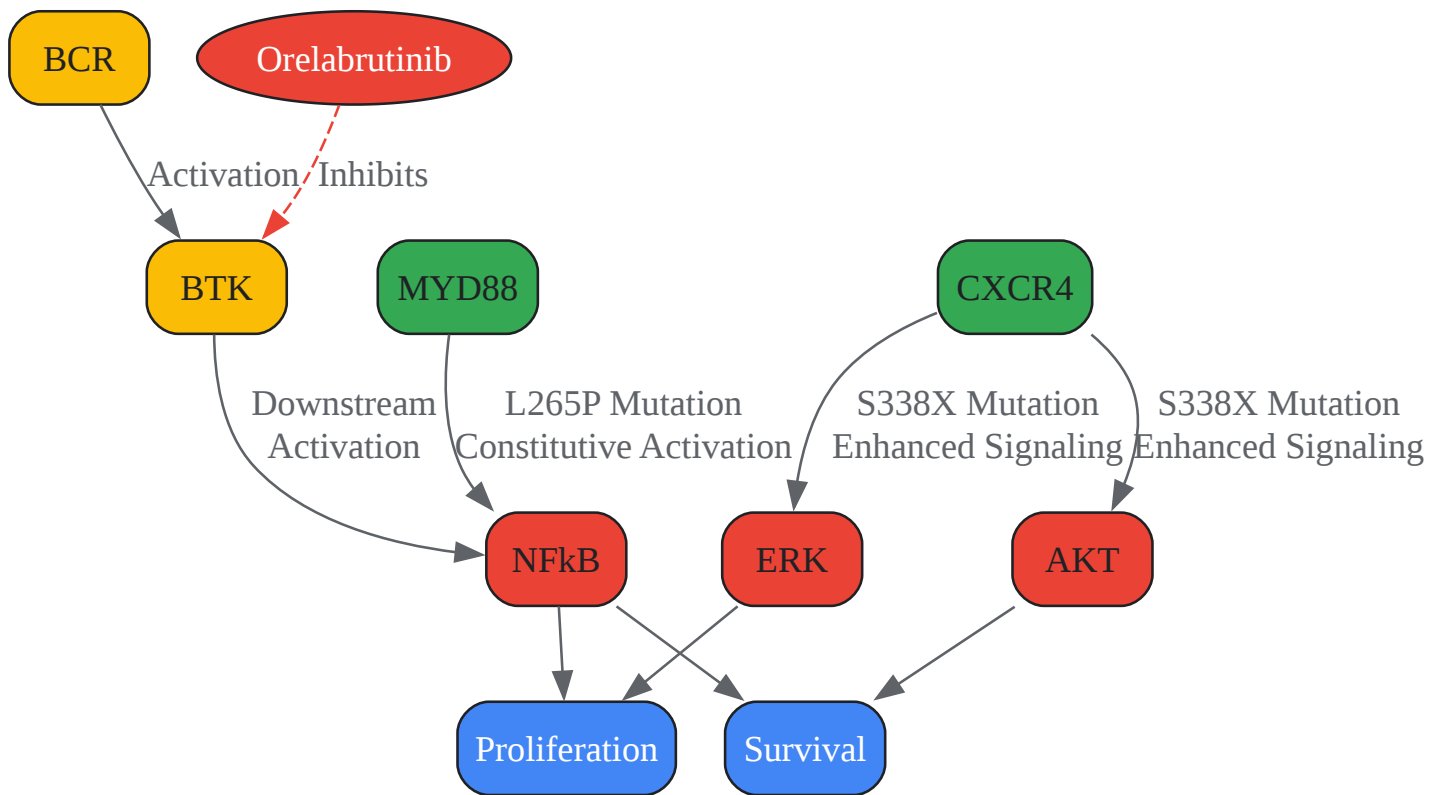 BCR
Orelabrutinib
Activation
Inhibits
BTK
MYD88
CXCR4
Downstream
Activation
L265P Mutation
Constitutive Activation
S338X Mutation
Enhanced Signaling
S338X Mutation
Enhanced Signaling
NFkB
ERK
AKT
Proliferation
Survival